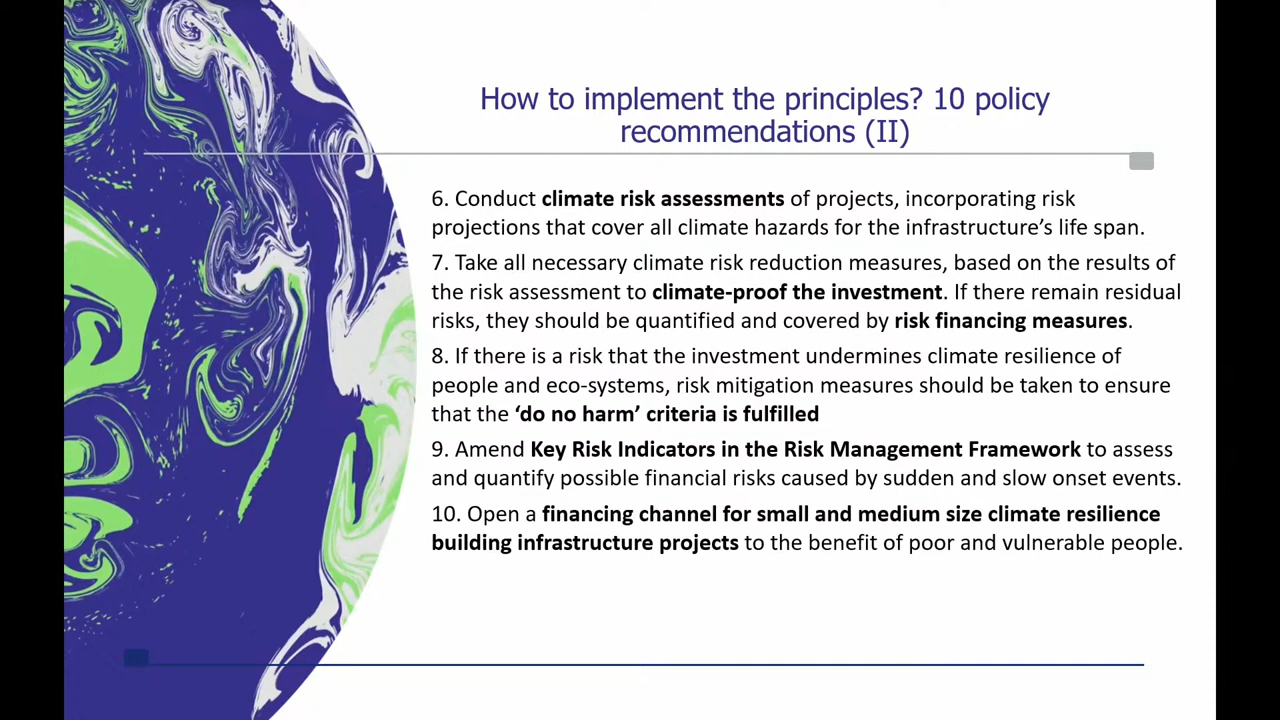 How to implement the principles? 10 policy
recommendations (II)
6. Conduct climate risk assessments of projects, incorporating risk
projections that cover all climate hazards for the infrastructure’s life span.
7. Take all necessary climate risk reduction measures, based on the results of
the risk assessment to climate-proof the investment. If there remain residual
risks, they should be quantified and covered by risk financing measures.
8. If there is a risk that the investment undermines climate resilience of
people and eco-systems, risk mitigation measures should be taken to ensure
that the ‘do no harm’ criteria is fulfilled
9. Amend Key Risk Indicators in the Risk Management Framework to assess
and quantify possible financial risks caused by sudden and slow onset events.
10. Open a financing channel for small and medium size climate resilience
building infrastructure projects to the benefit of poor and vulnerable people.